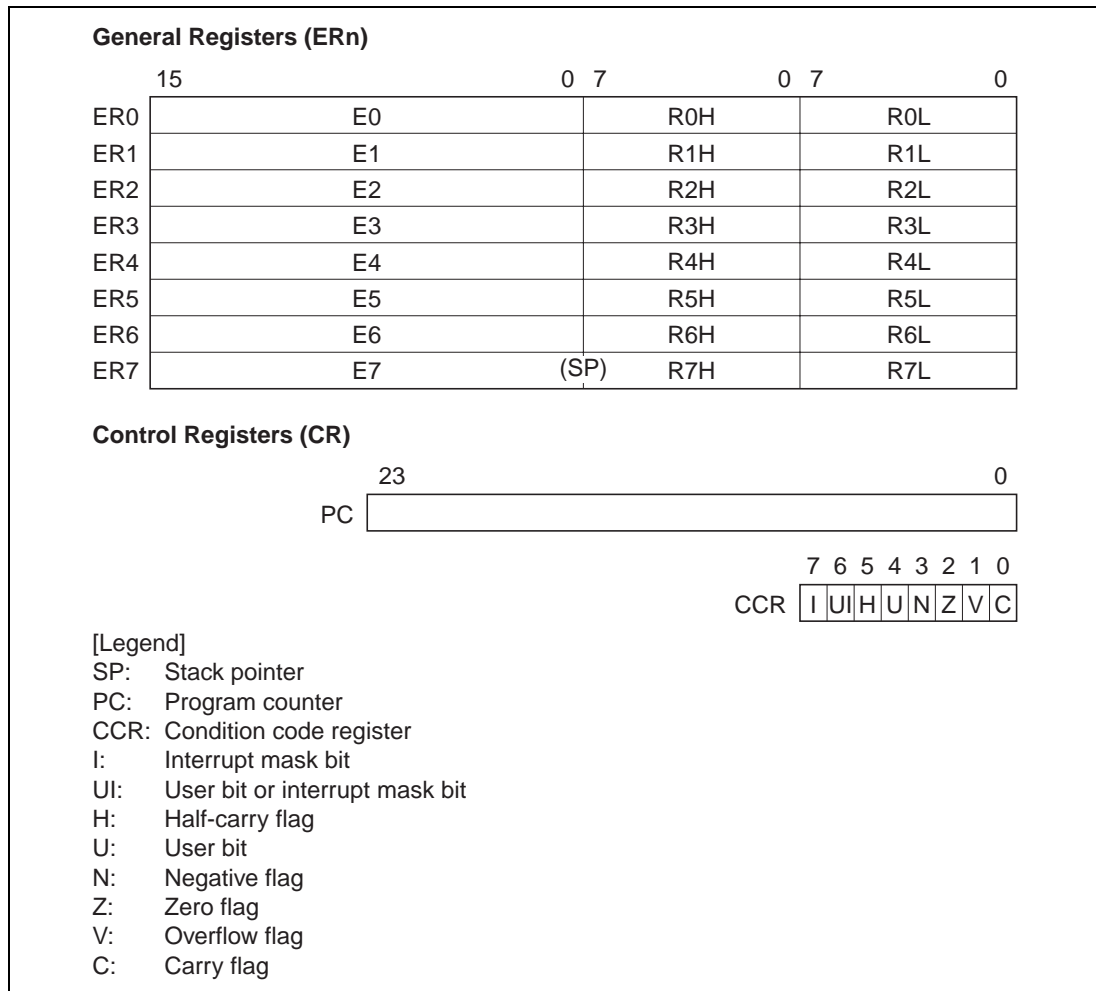 General Registers (ERn)
15 0 7 0 7 0
ER0 E0 R0H R0L
ER1 E1 R1H R1L
ER2 E2 R2H R2L
ER3 E3 R3H R3L
ER4 E4 R4H R4L
ER5 E5 R5H R5L
ER6 E6 R6H R6L
ER7 E7 (SP) R7H R7L
Control Registers (CR)
23 0
PC
7 6 5 4 3 2 1 0
CCR I UI H U N Z V C
[Legend]
SP: Stack pointer
PC: Program counter
CCR: Condition code register
I: Interrupt mask bit
UI: User bit or interrupt mask bit
H: Half-carry flag
U: User bit
N: Negative flag
Z: Zero flag
V: Overflow flag
C: Carry flag